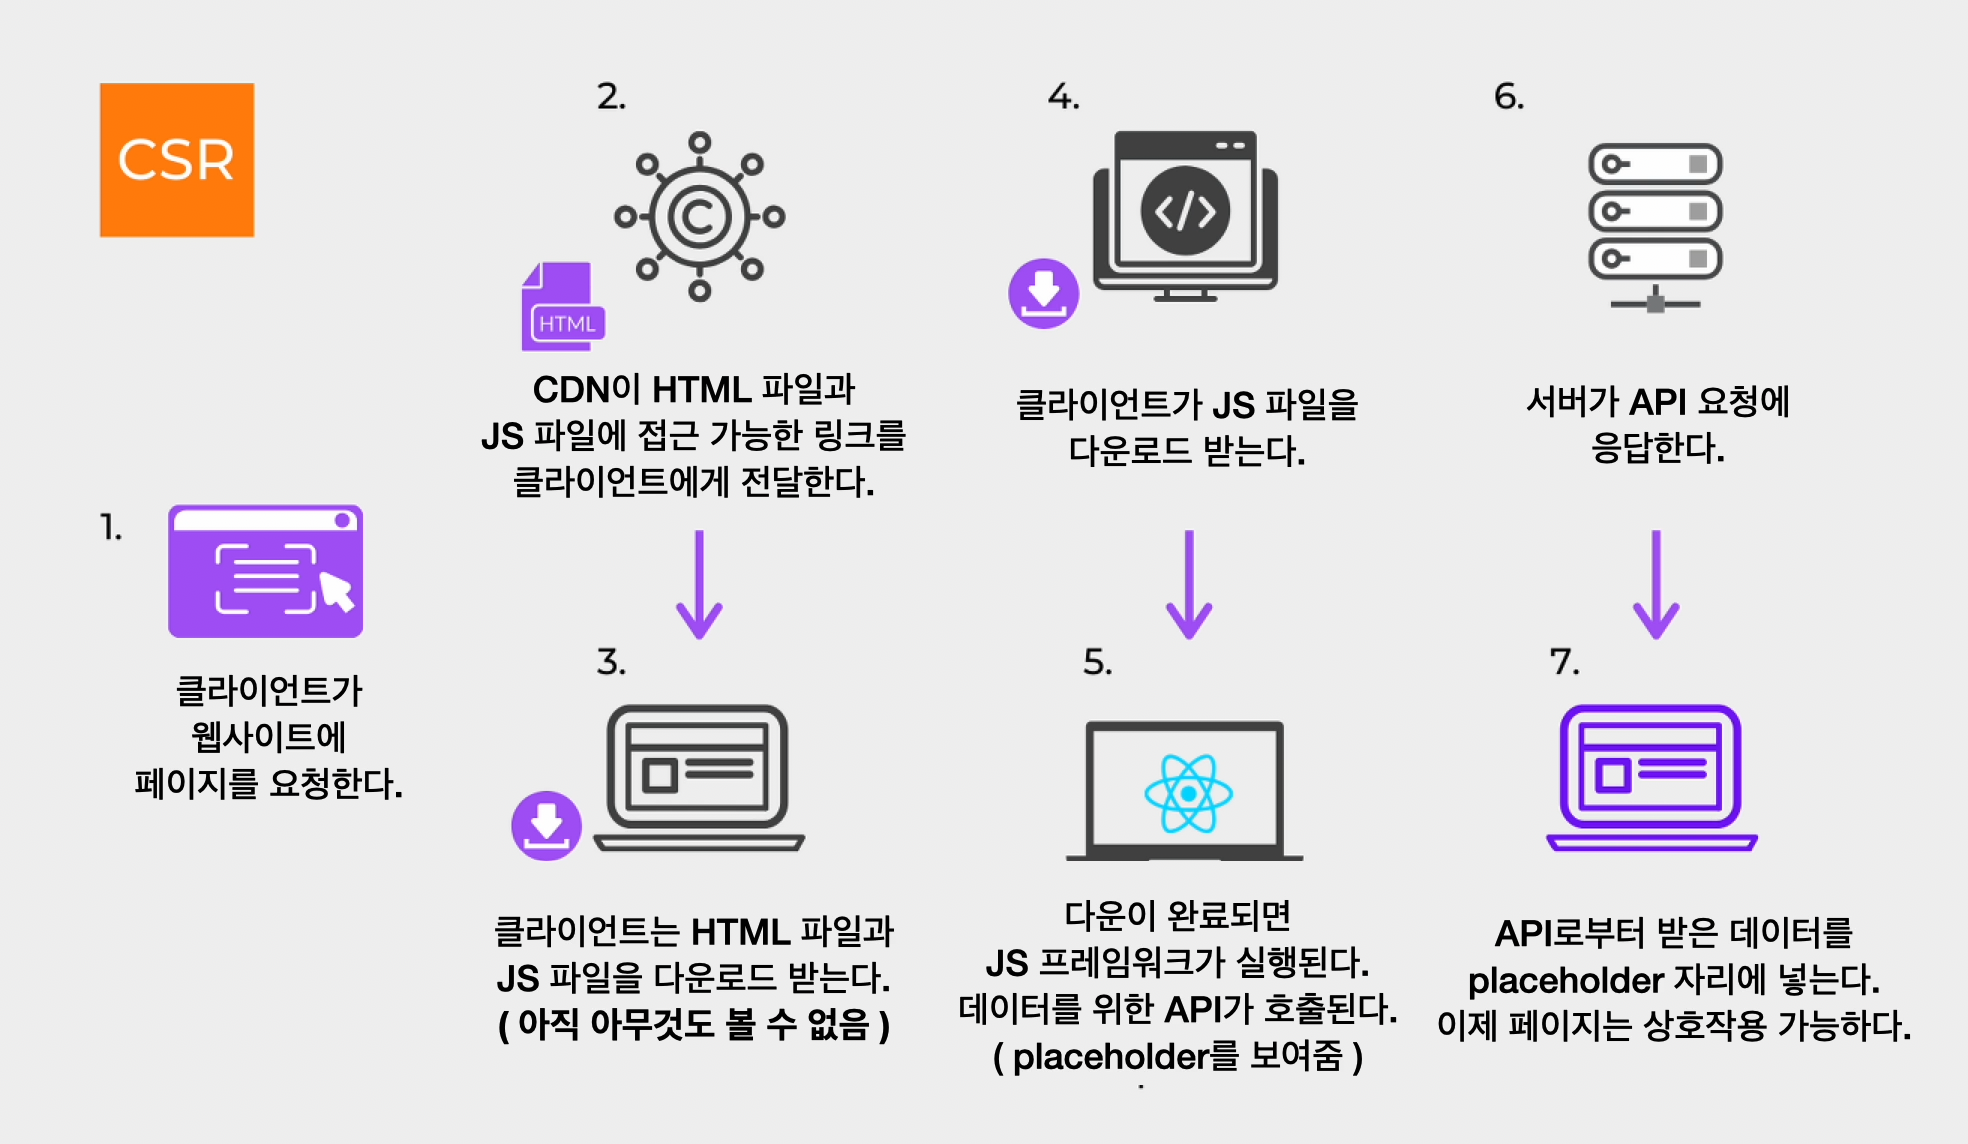 CSR
1.
클라이언트가
웹사이트에
페이지를 요청한다.
2.
HTML
CDN이 HTML 파일과
JS 파일에 접근 가능한 링크를
클라이언트에게 전달한다.
3.
클라이언트는 HTML 파일과
JS 파일을 다운로드 받는다.
( 아직 아무것도 볼 수 없음 )
4.
클라이언트가 JS 파일을
다운로드 받는다.
5.
다운이 완료되면
JS 프레임워크가 실행된다.
데이터를 위한 API가 호출된다.
( placeholder를 보여줌 )
6.
서버가 API 요청에
응답한다.
7.
API로부터 받은 데이터를
placeholder 자리에 넣는다.
이제 페이지는 상호작용 가능하다.